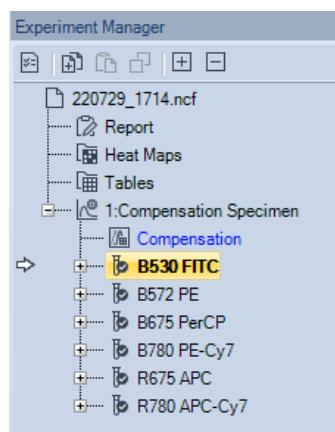 Experiment Manager
220729_1714.ncf
Report
Heat Maps
Tables
1:Compensation Specimen
Compensation
B530 FITC
B572 PE
B675 PerCP
B780 PE-Cy7
R675 APC
R780 APC-Cy7